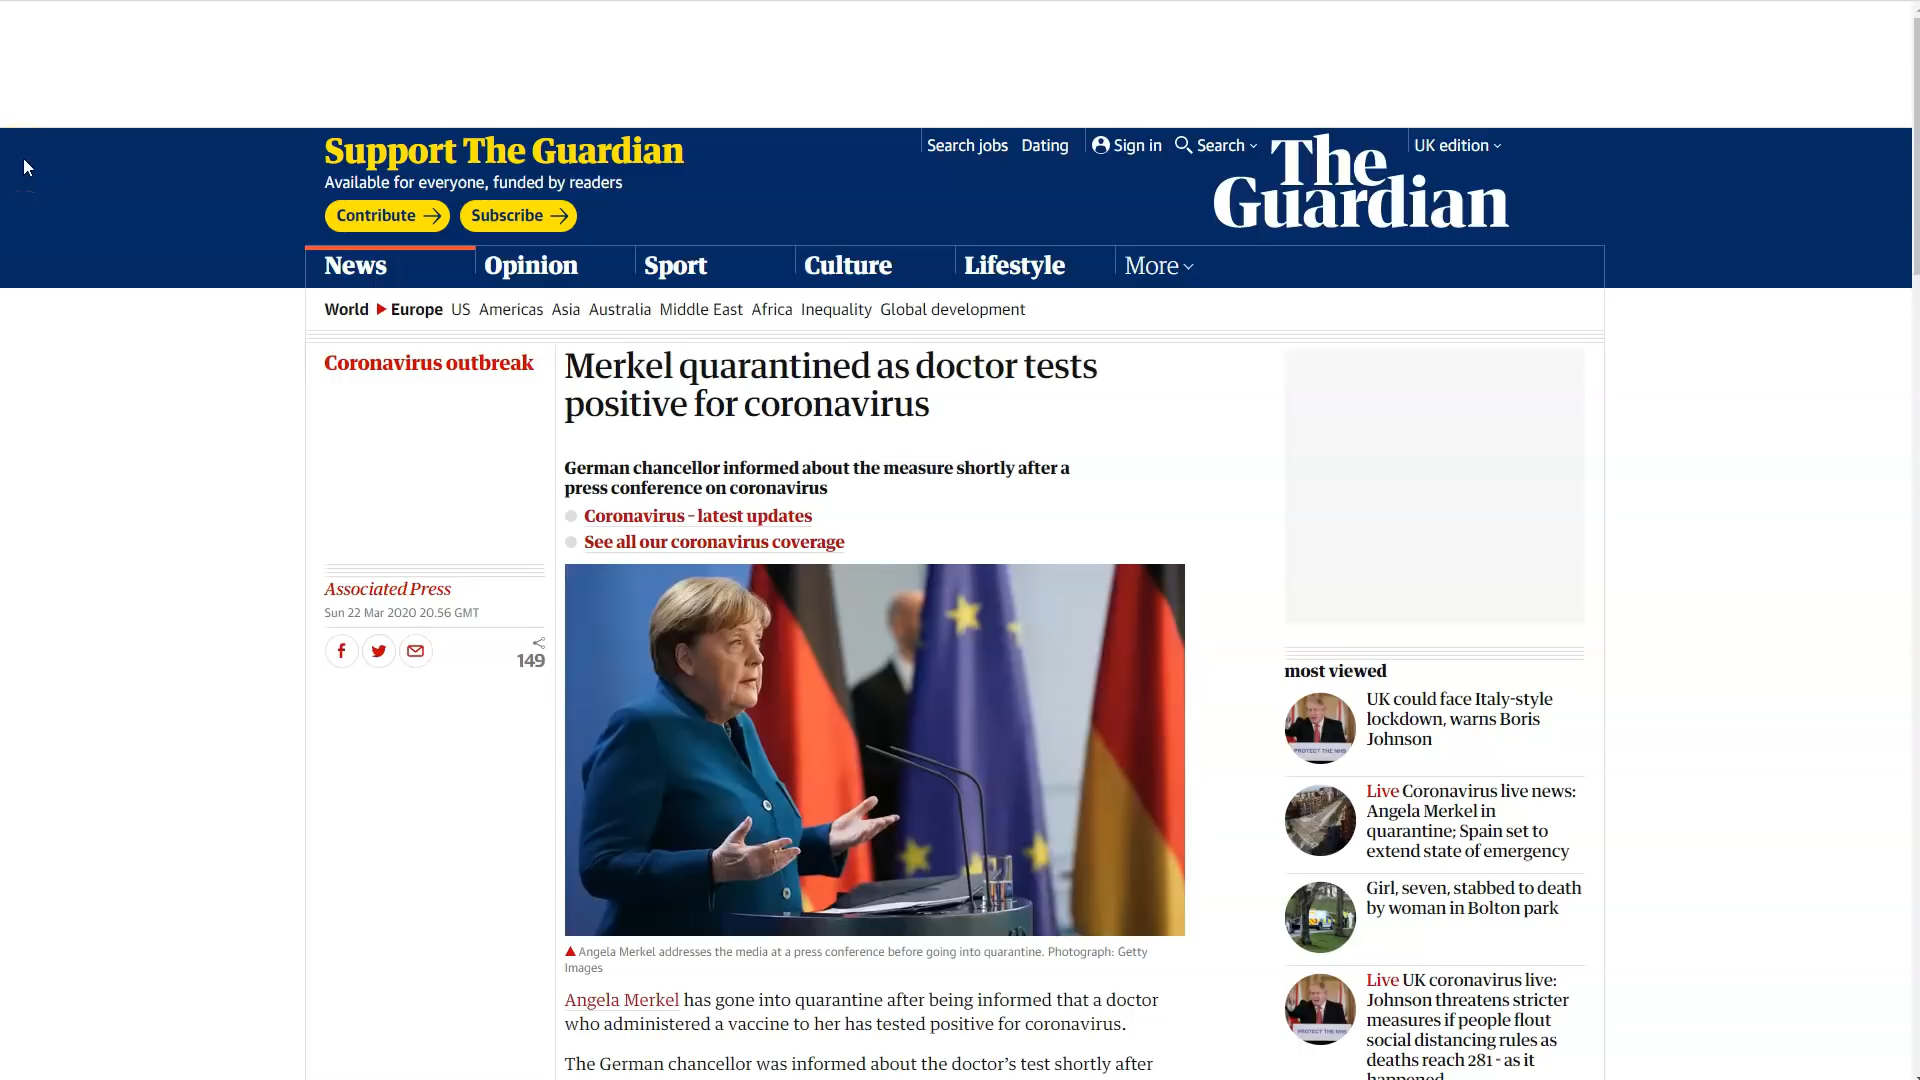 Support The Guardian
Available for everyone, funded by readers
Contribute
Subscribe
Search jobs
Dating
Sign in
Search
UK edition
The
Guardian
News
Opinion
Sport
Culture
Lifestyle
More
World Europe US Americas Asia Australia Middle East Africa Inequality Global development
Coronavirus outbreak
Merkel quarantined as doctor tests
positive for coronavirus
German chancellor informed about the measure shortly after a
press conference on coronavirus
Coronavirus – latest updates
See all our coronavirus coverage
Associated Press
Sun 22 Mar 2020 20.56 GMT
149
Angela Merkel addresses the media at a press conference before going into quarantine. Photograph: Getty
Images
Angela Merkel has gone into quarantine after being informed that a doctor
who administered a vaccine to her has tested positive for coronavirus.
The German chancellor was informed about the doctor’s test shortly after
most viewed
UK could face Italy-style
lockdown, warns Boris
Johnson
PROTECT THE NHS
Live Coronavirus live news:
Angela Merkel in
quarantine; Spain set to
extend state of emergency
Girl, seven, stabbed to death
by woman in Bolton park
Live UK coronavirus live:
Johnson threatens stricter
measures if people flout
social distancing rules as
deaths reach 281 - as it
happened
PROTECT THE NHS